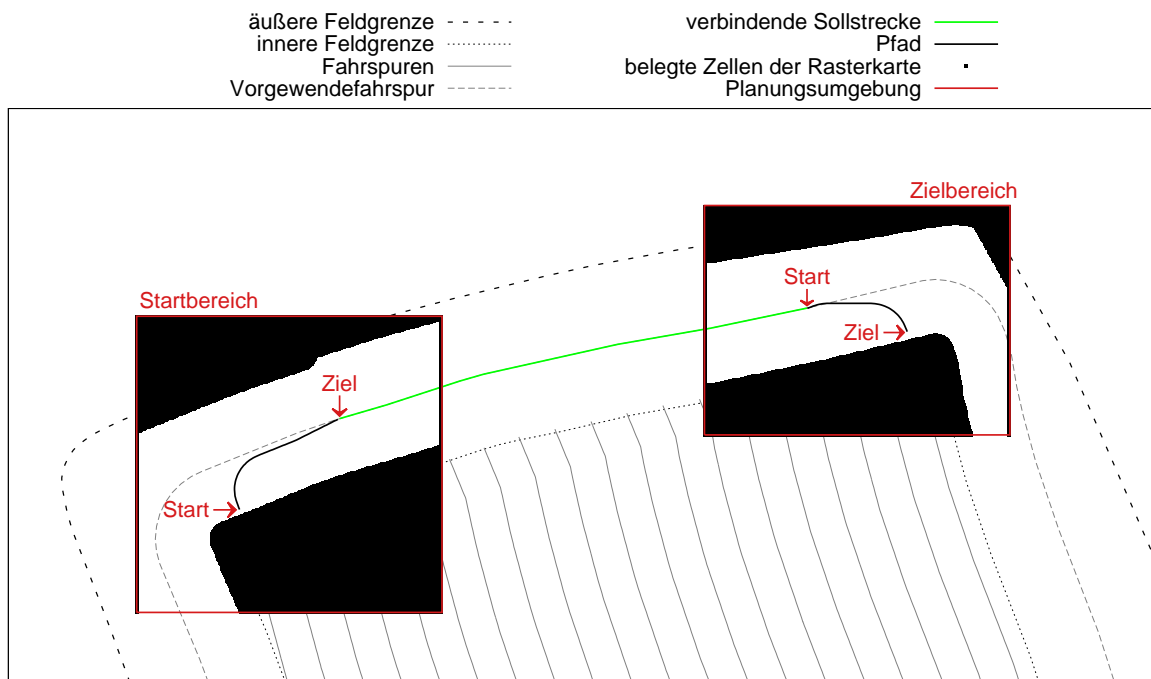 äußere Feldgrenze
innere Feldgrenze
Fahrspuren
Vorgewendefahrspur
verbindende Sollstrecke
Pfad
belegte Zellen der Rasterkarte
Planungsumgebung
Zielbereich
Start
Ziel
Startbereich
Ziel
Start